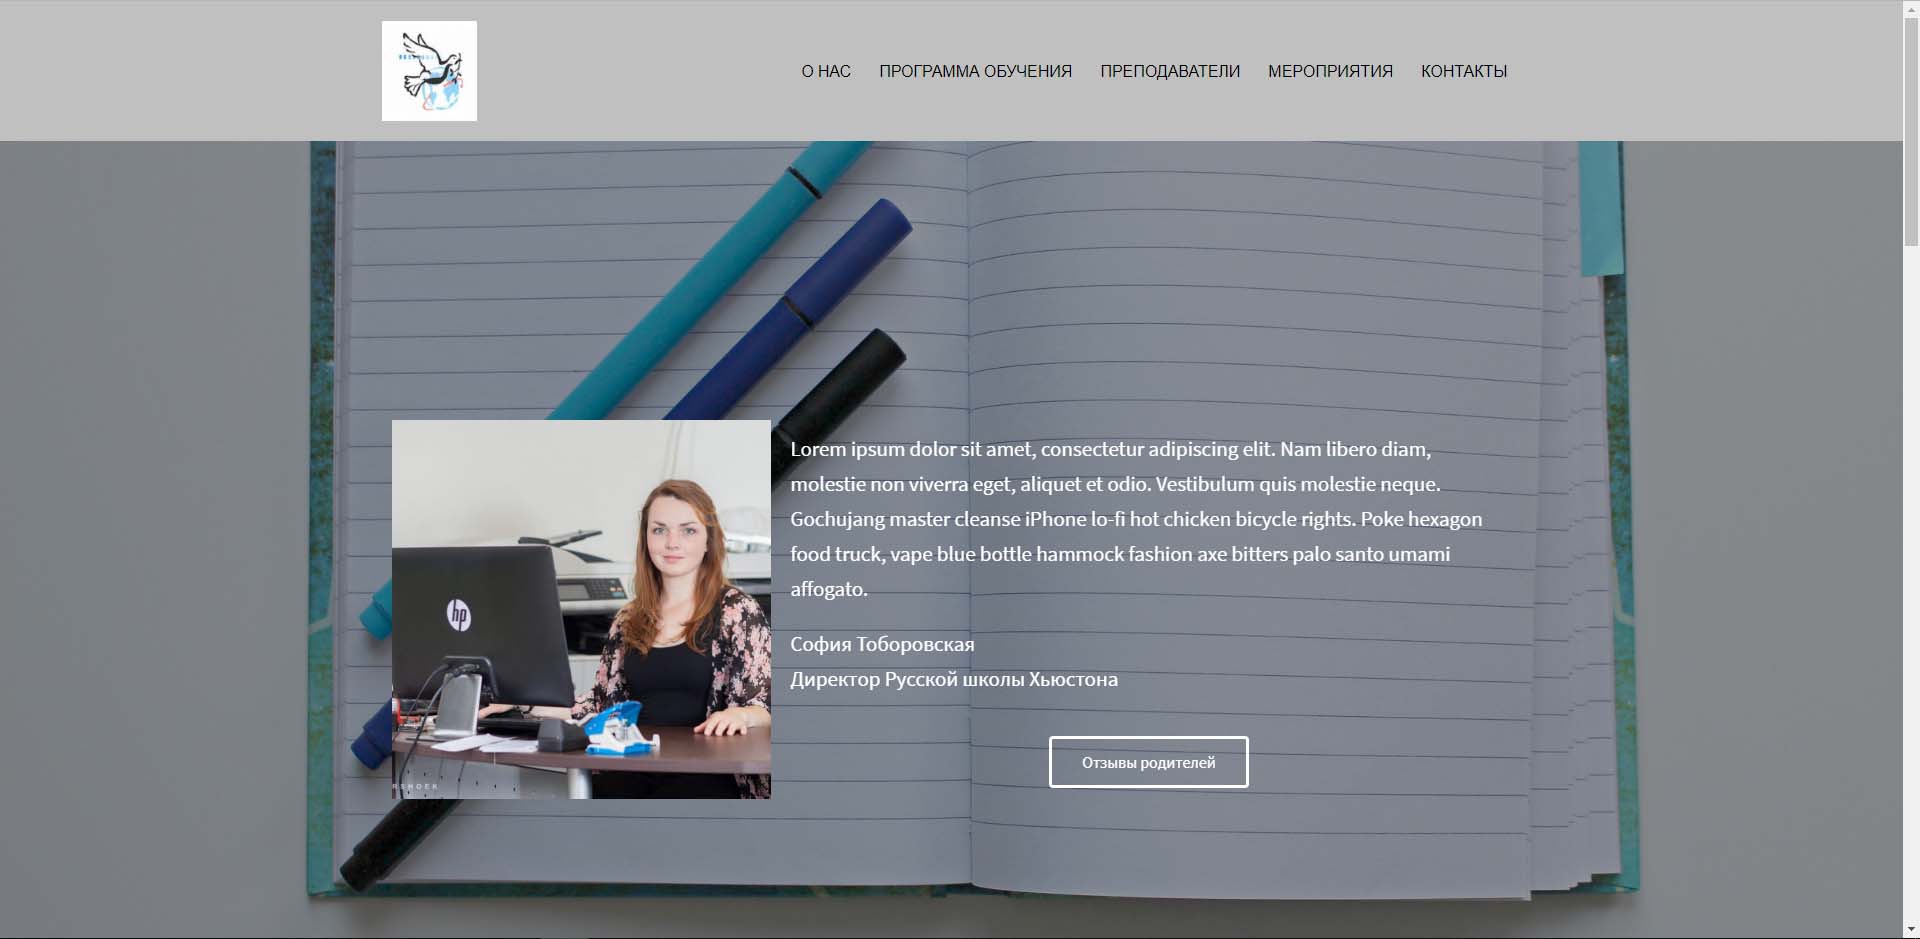 О НАС
ПРОГРАММА ОБУЧЕНИЯ
ПРЕПОДАВАТЕЛИ
МЕРОПРИЯТИЯ
КОНТАКТЫ
Lorem ipsum dolor sit amet, consectetur adipiscing elit. Nam libero diam,
molestie non viverra eget, aliquet et odio. Vestibulum quis molestie neque.
Gochujang master cleanse iPhone lo-fi hot chicken bicycle rights. Poke hexagon
food truck, vape blue bottle hammock fashion axe bitters palo santo umami
affogato.
София Тоборовская
Директор Русской школы Хьюстона
Отзывы родителей
hp